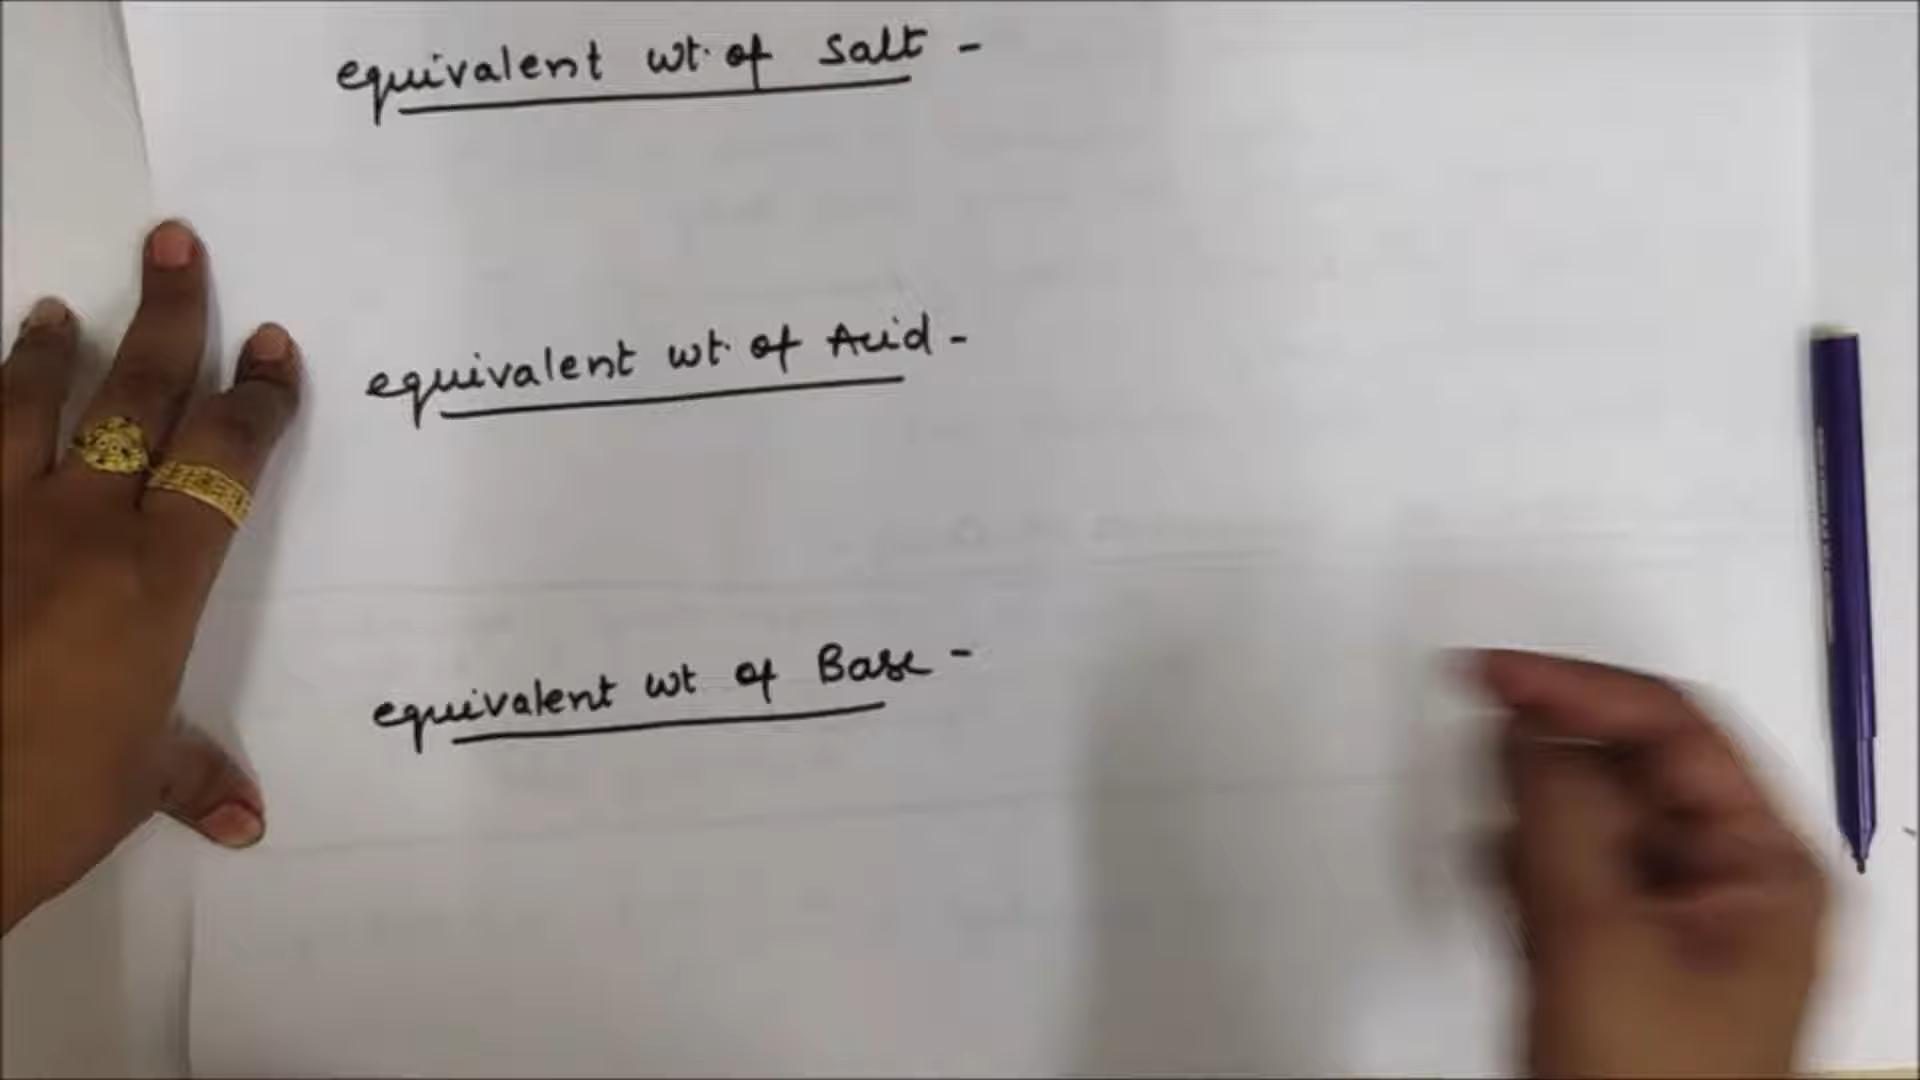 equivalent wt. of Salt -
equivalent wt. of Acid -
equivalent wt of Base -